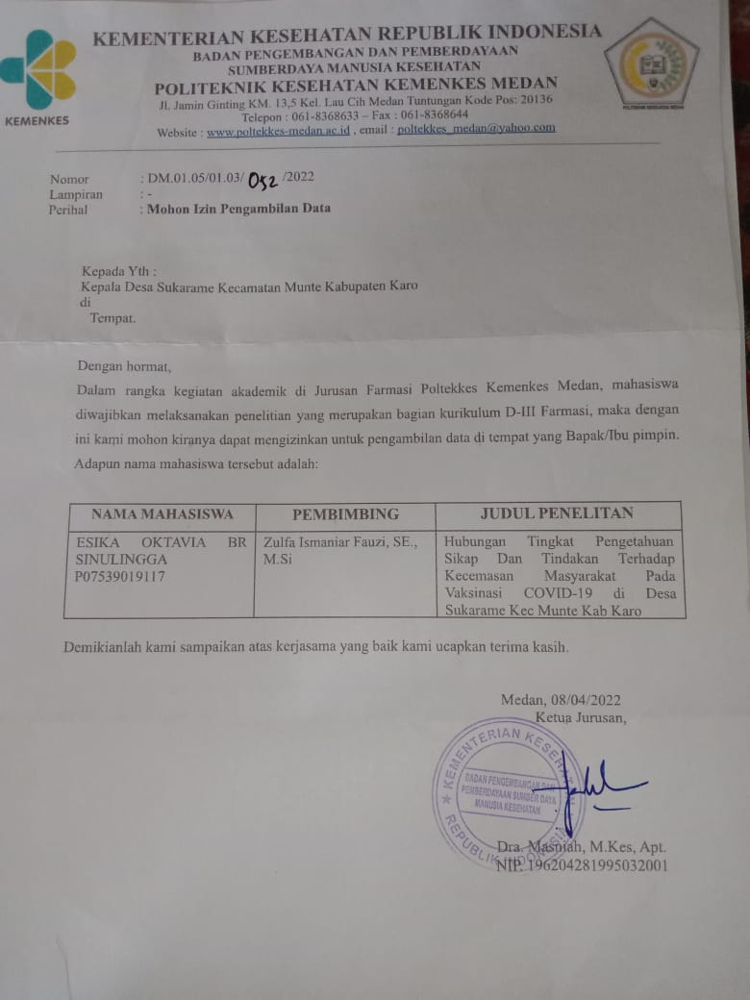 KEMENTERIAN KESEHATAN REPUBLIK INDONESIA
BADAN PENGEMBANGAN DAN PEMBERDAYAAN
SUMBERDAYA MANUSIA KESEHATAN
POLITEKNIK KESEHATAN KEMENKES MEDAN
Jl. Jamin Ginting KM. 13,5 Kel. Lau Cih Medan Tuntungan Kode Pos: 20136
Telepon : 061-8368633 – Fax : 061-8368644
Website : www.poltekkes-medan.ac.id , email : poltekkes_medan@yahoo.com
KEMENKES
POLITEKNIK KESEHATAN MEDAN
Nomor : DM.01.05/01.03/ 052 /2022
Lampiran : -
Perihal : Mohon Izin Pengambilan Data
Kepada Yth :
Kepala Desa Sukarame Kecamatan Munte Kabupaten Karo
di
Tempat.
Dengan hormat,
Dalam rangka kegiatan akademik di Jurusan Farmasi Poltekkes Kemenkes Medan, mahasiswa
diwajibkan melaksanakan penelitian yang merupakan bagian kurikulum D-III Farmasi, maka dengan
ini kami mohon kiranya dapat mengizinkan untuk pengambilan data di tempat yang Bapak/Ibu pimpin.
Adapun nama mahasiswa tersebut adalah:
NAMA MAHASISWA PEMBIMBING JUDUL PENELITAN
ESIKA OKTAVIA BR
SINULINGGA
P07539019117
Zulfa Ismaniar Fauzi, SE.,
M.Si
Hubungan Tingkat Pengetahuan
Sikap Dan Tindakan Terhadap
Kecemasan Masyarakat Pada
Vaksinasi COVID-19 di Desa
Sukarame Kec Munte Kab Karo
Demikianlah kami sampaikan atas kerjasama yang baik kami ucapkan terima kasih.
Medan, 08/04/2022
Ketua Jurusan,
KEMENTERIAN KESEHATAN
REPUBLIK INDONESIA
BADAN PENGEMBANGAN DAN
PEMBERDAYAAN SUMBER DAYA
MANUSIA KESEHATAN
Dra. Masniah, M.Kes, Apt.
NIP. 196204281995032001